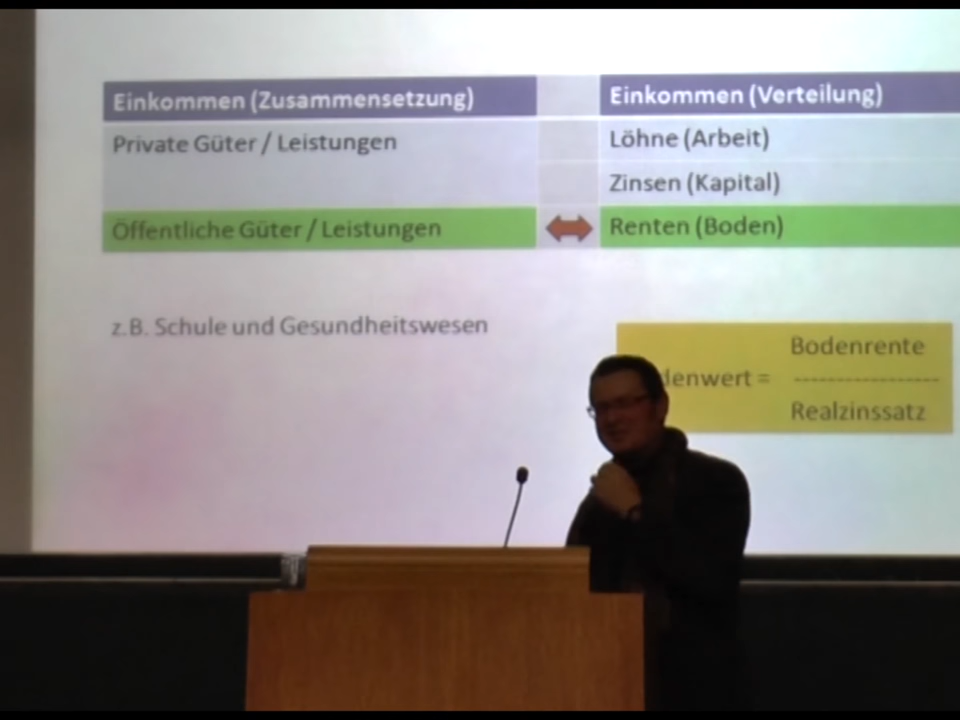 Einkommen (Zusammensetzung)
Einkommen (Verteilung)
Private Güter / Leistungen
Löhne (Arbeit)
Zinsen (Kapital)
Öffentliche Güter / Leistungen
Renten (Boden)
z.B. Schule und Gesundheitswesen
Bodenrente
denwert = -----------------
Realzinssatz